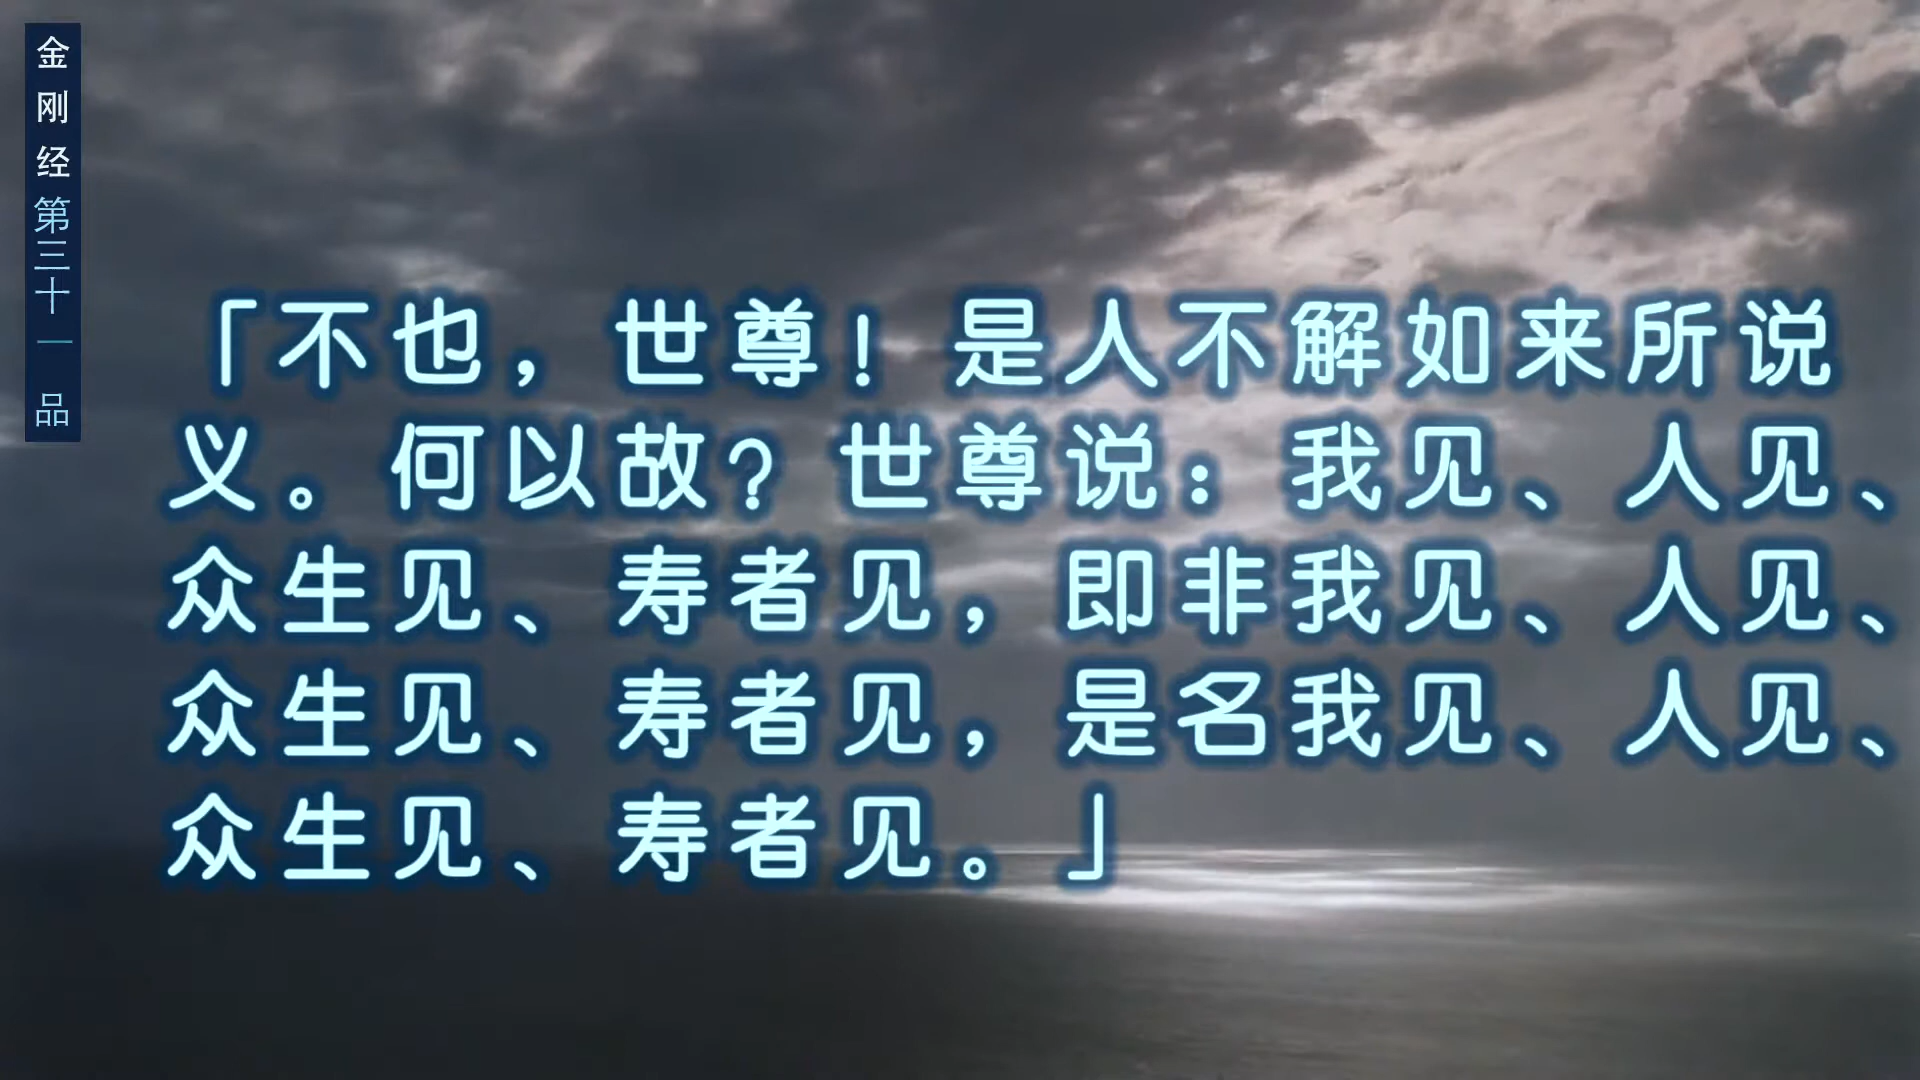 金刚经第三十一品
「不也，世尊！是人不解如来所说
义。何以故？世尊说：我见、人见、
众生见、寿者见，即非我见、人见、
众生见、寿者见，是名我见、人见、
众生见、寿者见。」